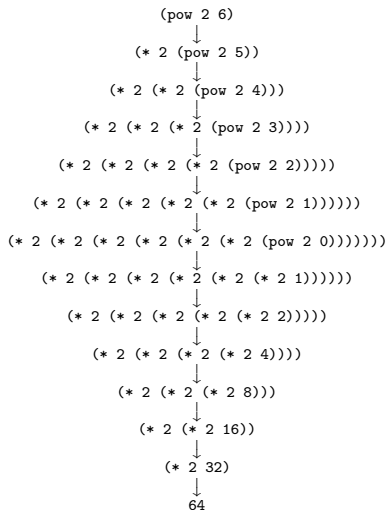 (pow 2 6)
(* 2 (pow 2 5))
(* 2 (* 2 (pow 2 4)))
(* 2 (* 2 (* 2 (pow 2 3))))
(* 2 (* 2 (* 2 (* 2 (pow 2 2)))))
(* 2 (* 2 (* 2 (* 2 (* 2 (pow 2 1))))))
(* 2 (* 2 (* 2 (* 2 (* 2 (* 2 (pow 2 0)))))))
(* 2 (* 2 (* 2 (* 2 (* 2 (* 2 1))))))
(* 2 (* 2 (* 2 (* 2 (* 2 2)))))
(* 2 (* 2 (* 2 (* 2 4))))
(* 2 (* 2 (* 2 8)))
(* 2 (* 2 16))
(* 2 32)
64